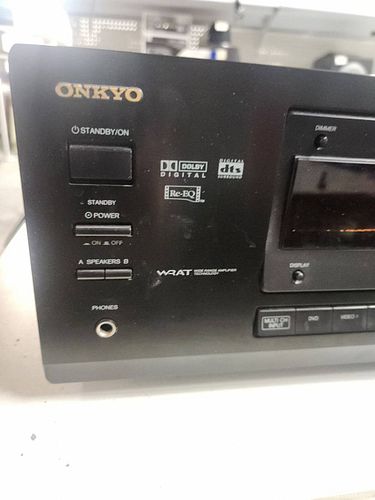 ONKYO
STANDBY/ON
DOLBY
DIGITAL
DIGITAL
dts
SURROUND
Re-EQ
STANDBY
POWER
ON OFF
A SPEAKERS B
WRAT WIDE RANGE AMPLIFIER
TECHNOLOGY
PHONES
DIMMER
DISPLAY
MULTI CH
INPUT
DVD
VIDEO 1